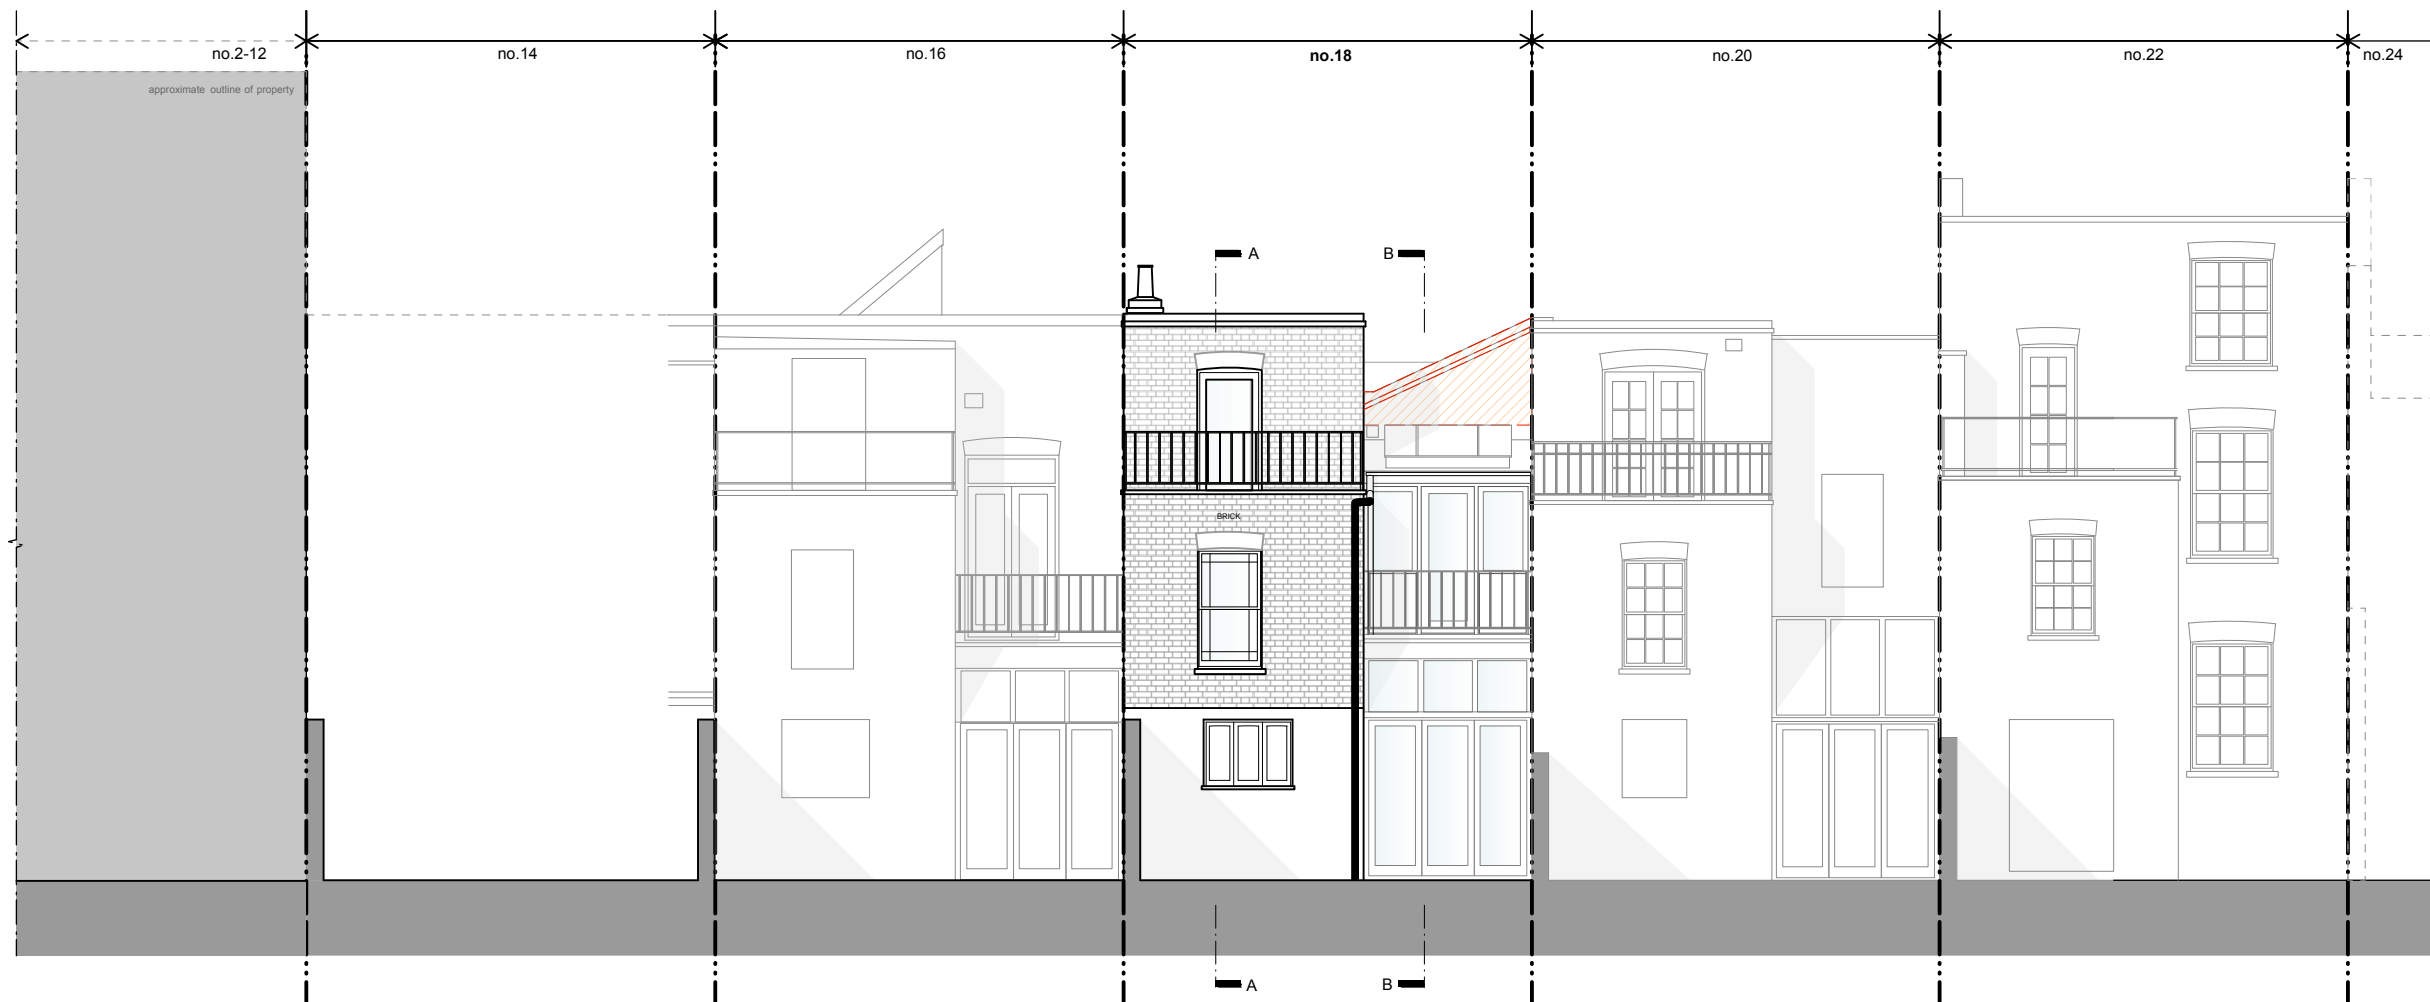 no.2-12
no.14
no.16
no.18
no.20
no.22
no.24
approximate outline of property
A
B
BRICK
A
B